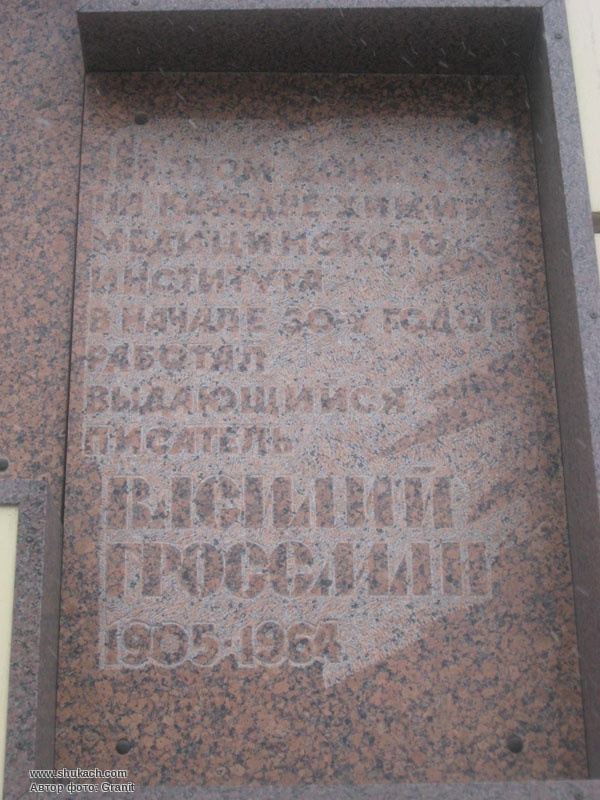 В ЭТОМ ДОМЕ
НА КАФЕДРЕ ХИМИИ
МЕДИЦИНСКОГО
ИНСТИТУТА
В НАЧАЛЕ 30-Х ГОДОВ
РАБОТАЛ
ВЫДАЮЩИЙСЯ
ПИСАТЕЛЬ
ВАСИЛИЙ
ГРОССМАН
1905-1964
www.shukach.com
Автор фото: Granit